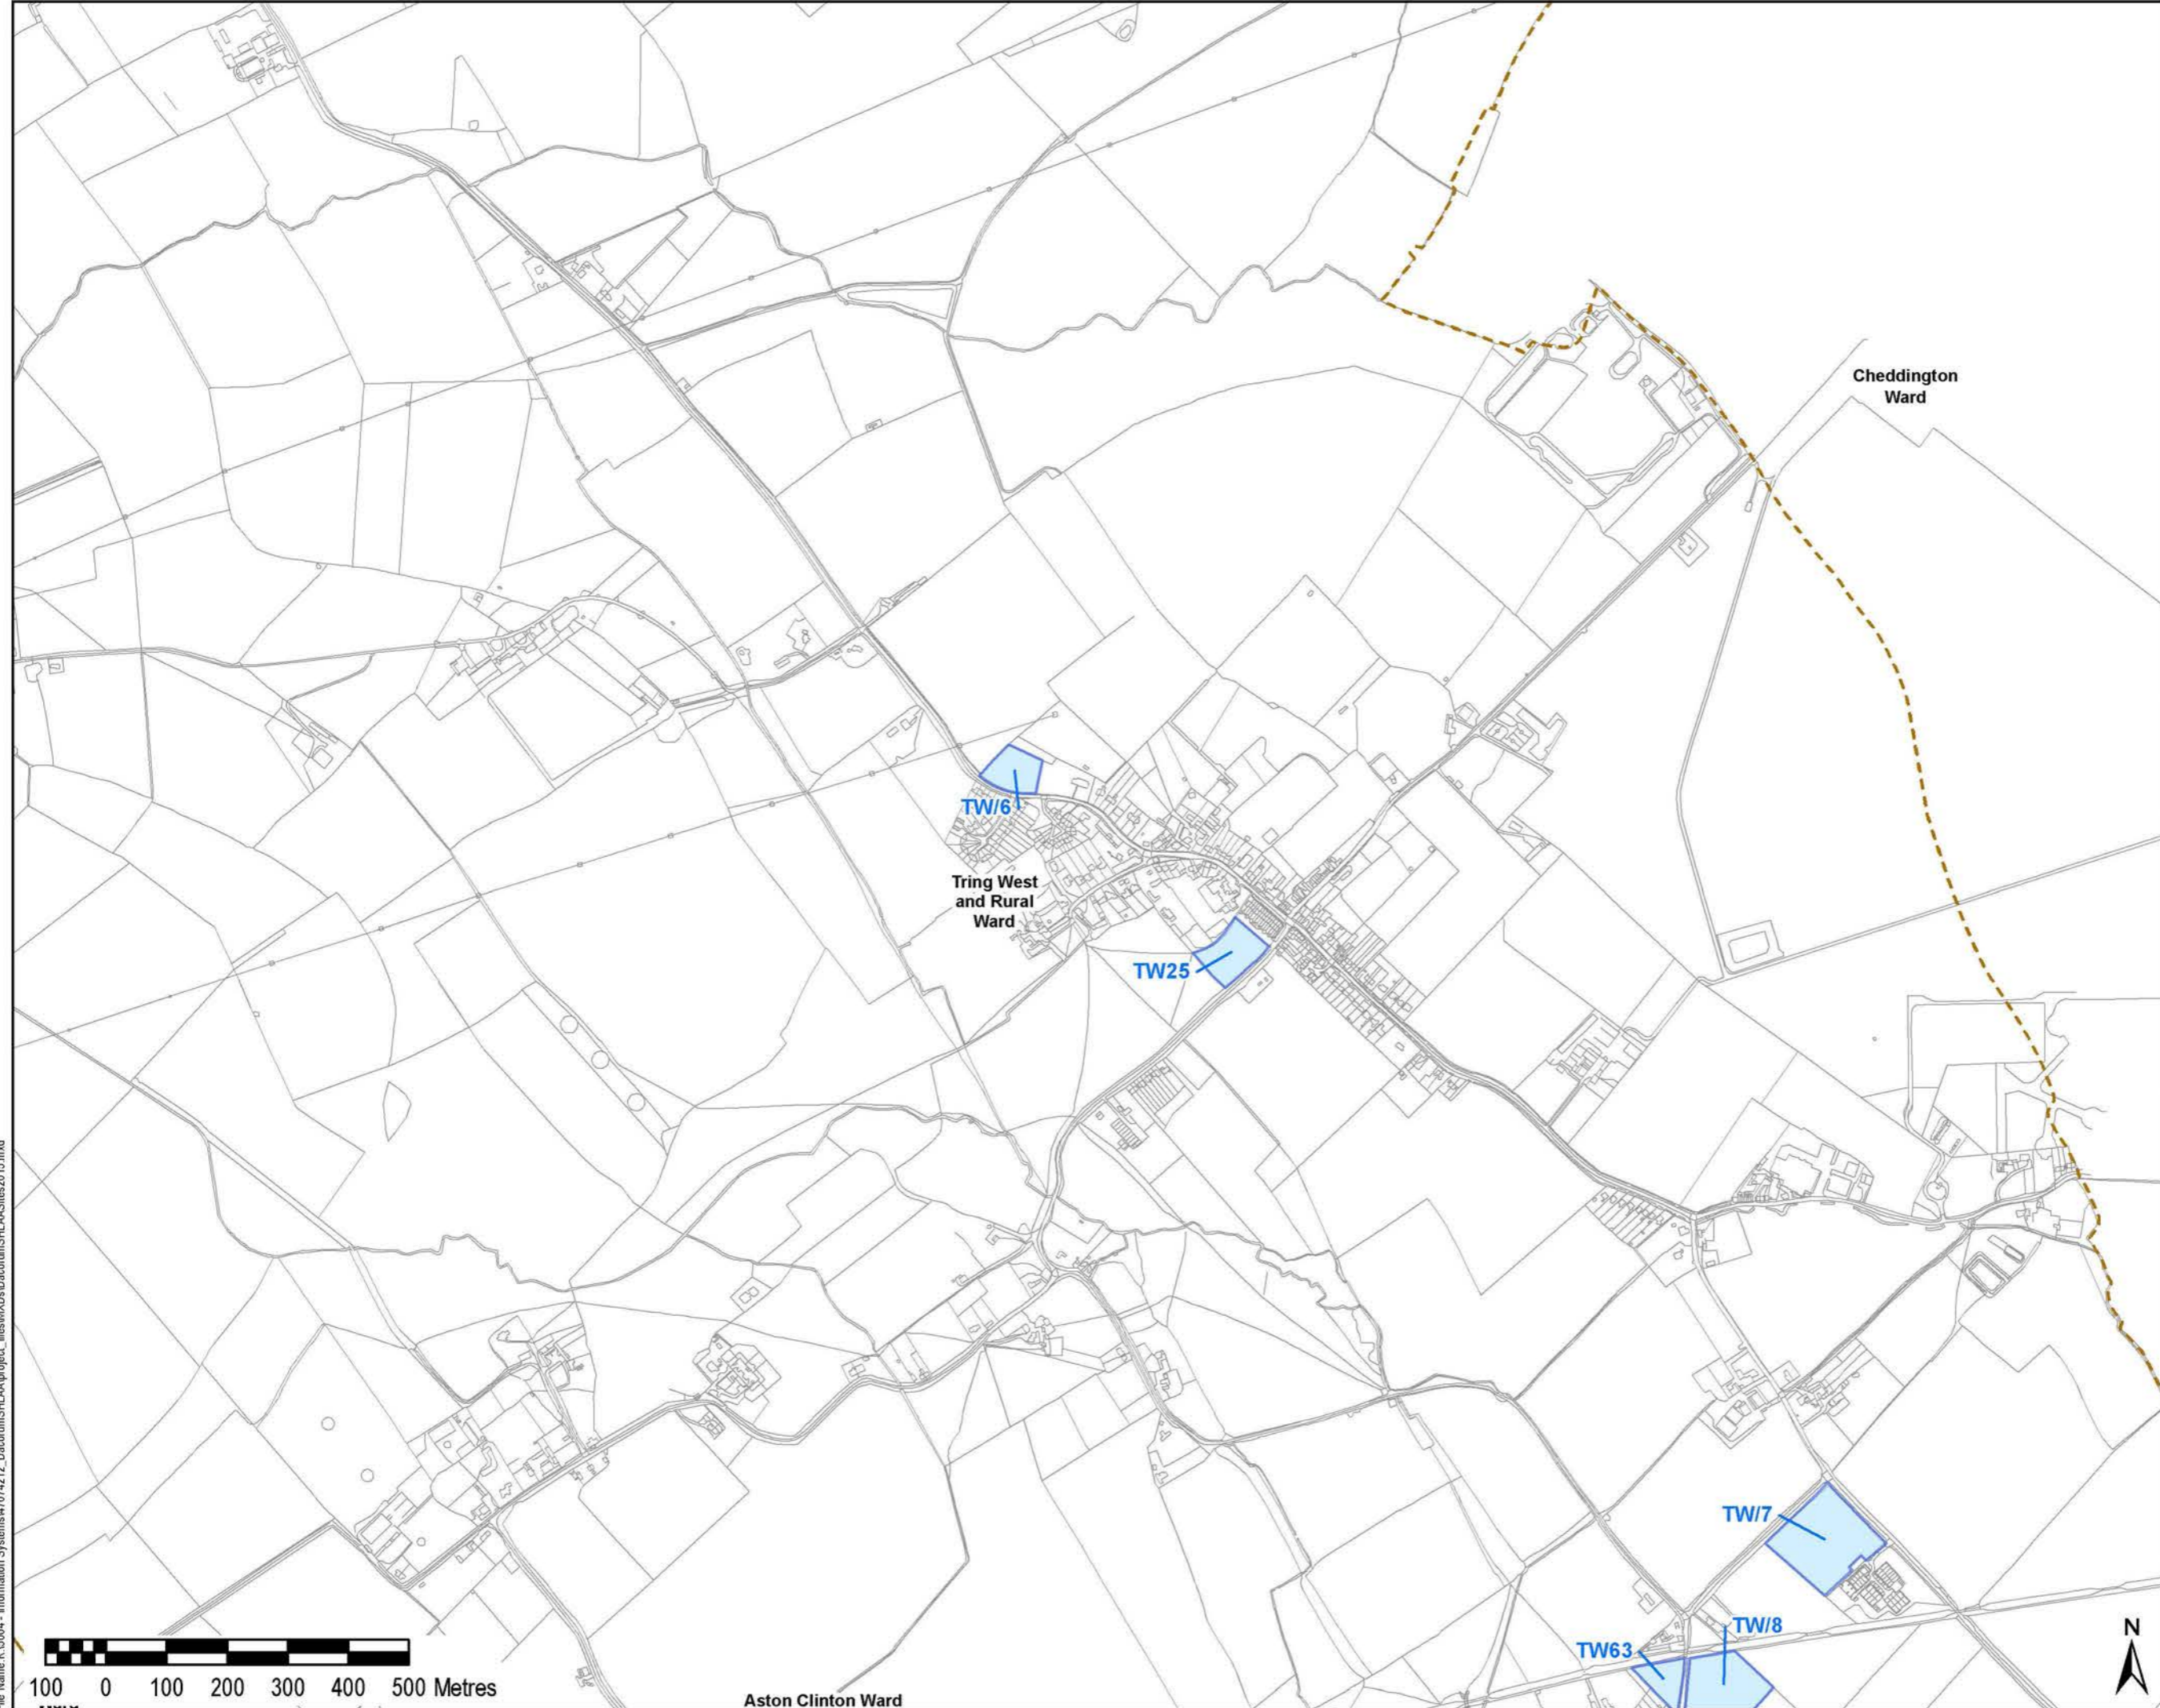 Cheddington
Ward
TW/6
Tring West
and Rural
Ward
TW25
TW/7
TW/8
TW63
N
100 0 100 200 300 400 500 Metres
Aston Clinton Ward